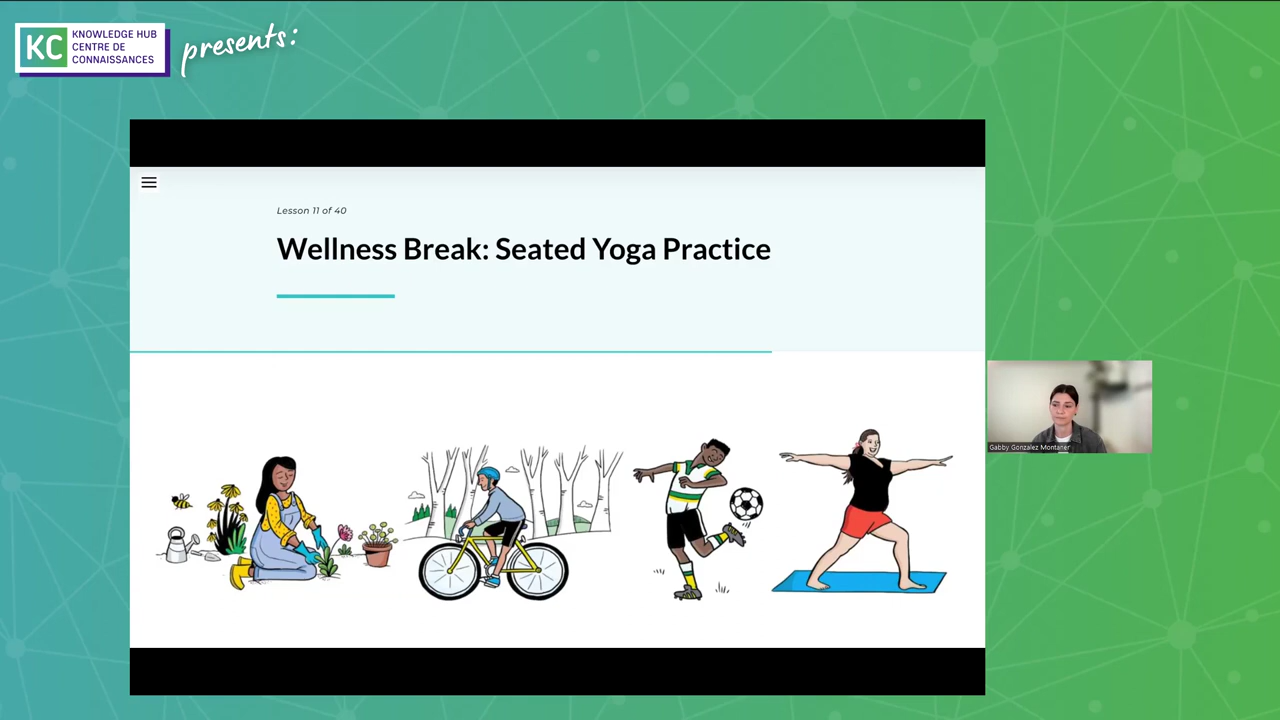 KC
KNOWLEDGE HUB
CENTRE DE
CONNAISSANCES
presents:
Lesson 11 of 40
Wellness Break: Seated Yoga Practice
Gabby Gonzalez Montaner